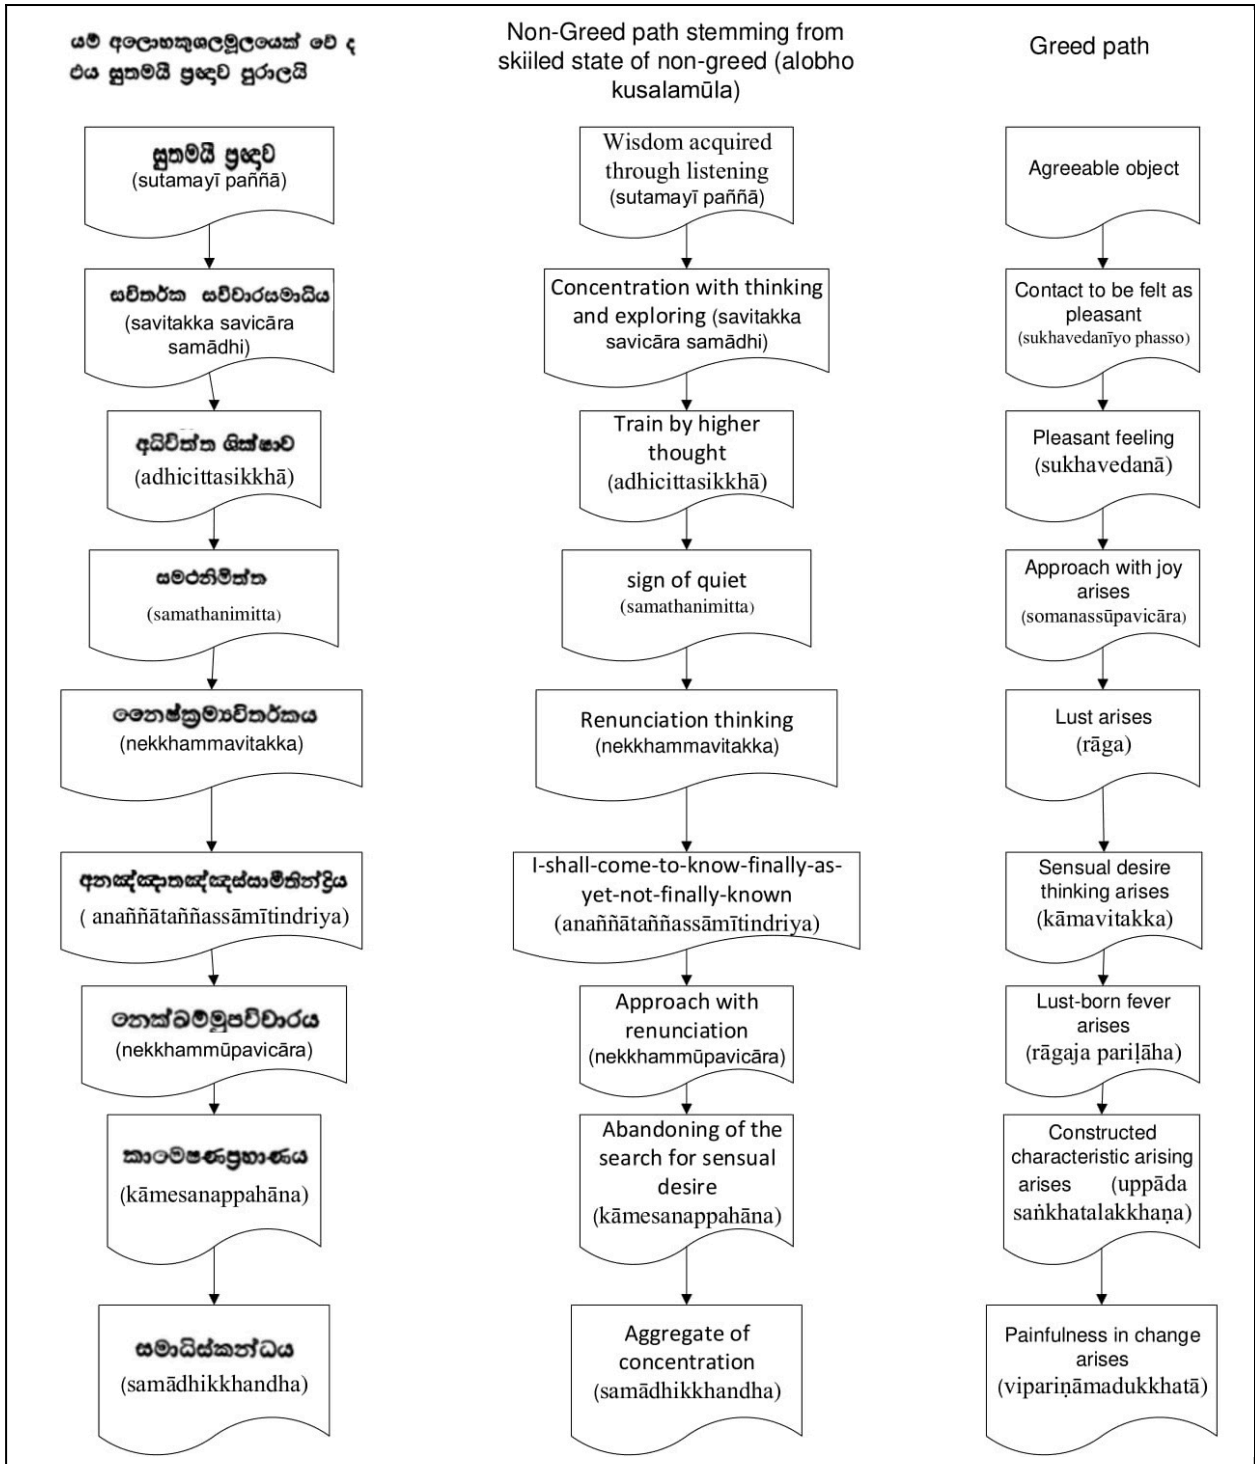 යම් අලොභකුශලමූලයෙක් වේ ද
එය සුතමයී ප්‍රඥාව පුරාලයි
සුතමයී ප්‍රඥාව
(sutamayī paññā)
සවිතර්ක සවිචාරසමාධිය
(savitakka savicāra
samādhi)
අධිචිත්ත ශික්ෂාව
(adhicittasikkhā)
සමථනිමිත්ත
(samathanimitta)
නෛෂ්ක්‍රම්‍යවිතර්කය
(nekkhammavitakka)
අනඤ්ඤාතඤ්ඤස්සාමීතින්ද්‍රිය
( anaññātaññassāmītindriya)
නෙක්ඛම්මූපවිචාරය
(nekkhammūpavicāra)
කාමෙෂණප්‍රහාණය
(kāmesanappahāna)
සමාධිස්කන්ධය
(samādhikkhandha)
Non-Greed path stemming from
skiiled state of non-greed (alobho
kusalamūla)
Wisdom acquired
through listening
(sutamayī paññā)
Concentration with thinking
and exploring (savitakka
savicāra samādhi)
Train by higher
thought
(adhicittasikkhā)
sign of quiet
(samathanimitta)
Renunciation thinking
(nekkhammavitakka)
I-shall-come-to-know-finally-as-
yet-not-finally-known
(anaññātaññassāmītindriya)
Approach with
renunciation
(nekkhammūpavicāra)
Abandoning of the
search for sensual
desire
(kāmesanappahāna)
Aggregate of
concentration
(samādhikkhandha)
Greed path
Agreeable object
Contact to be felt as
pleasant
(sukhavedanīyo phasso)
Pleasant feeling
(sukhavedanā)
Approach with joy
arises
(somanassūpavicāra)
Lust arises
(rāga)
Sensual desire
thinking arises
(kāmavitakka)
Lust-born fever
arises
(rāgaja pariḷāha)
Constructed
characteristic arising
arises (uppāda
saṅkhatalakkhaṇa)
Painfulness in change
arises
(vipariṇāmadukkhatā)